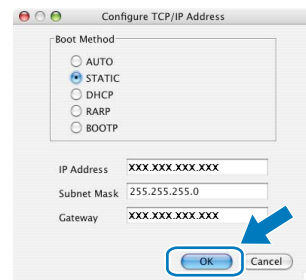 Configure TCP/IP Address
Boot Method
AUTO
STATIC
DHCP
RARP
BOOTP
IP Address XXX.XXX.XXX.XXX
Subnet Mask 255.255.255.0
Gateway XXX.XXX.XXX.XXX
OK Cancel